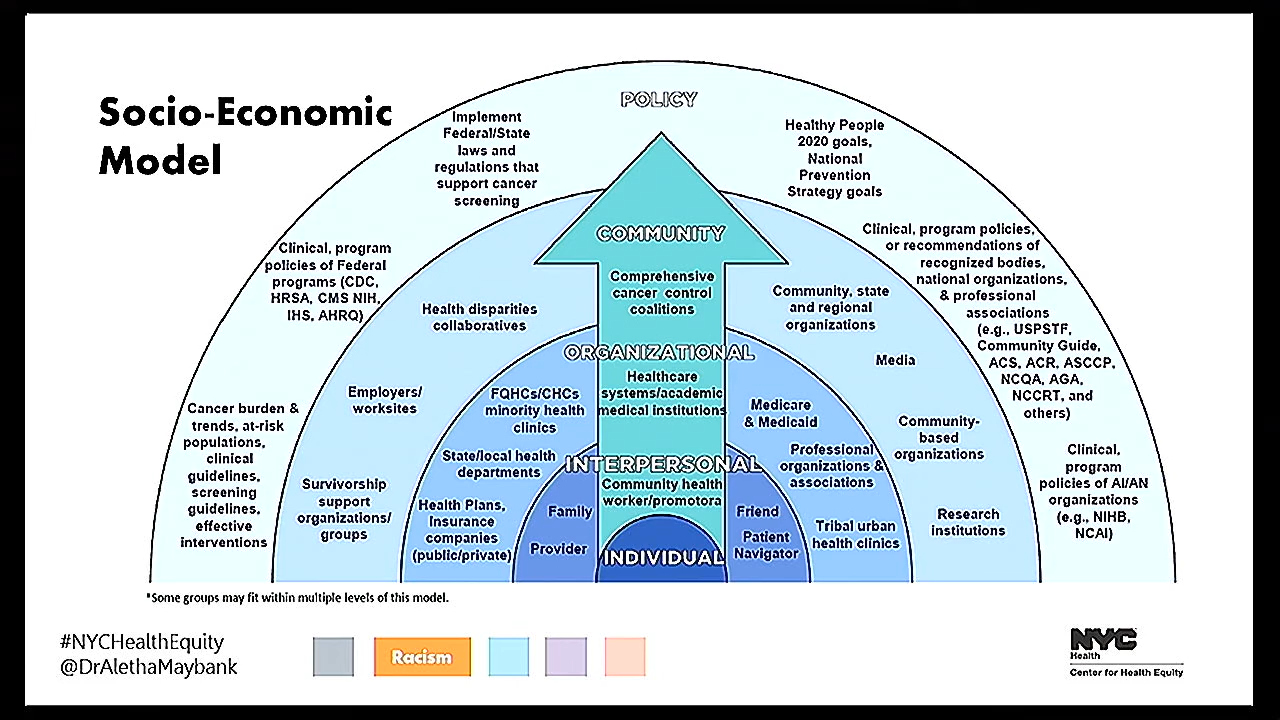 Socio-Economic
Model
POLICY
Implement
Federal/State
laws and
regulations that
support cancer
screening
Healthy People
2020 goals,
National
Prevention
Strategy goals
Clinical, program
policies of Federal
programs (CDC,
HRSA, CMS NIH,
IHS, AHRQ)
Clinical, program policies,
or recommendations of
recognized bodies,
national organizations,
& professional
associations
(e.g., USPSTF,
Community Guide,
ACS, ACR, ASCCP,
NCQA, AGA,
NCCRT, and
others)
Cancer burden &
trends, at-risk
populations,
clinical
guidelines,
screening
guidelines,
effective
interventions
Clinical,
program
policies of AI/AN
organizations
(e.g., NIHB,
NCAI)
COMMUNITY
Comprehensive
cancer control
coalitions
Health disparities
collaboratives
Community, state
and regional
organizations
Media
Employers/
worksites
Community-
based
organizations
Survivorship
support
organizations/
groups
Research
institutions
ORGANIZATIONAL
Healthcare
systems/academic
medical institutions
FQHCs/CHCs
minority health
clinics
Medicare
& Medicaid
State/local health
departments
Professional
organizations &
associations
Health Plans,
Insurance
companies
(public/private)
Tribal urban
health clinics
INTERPERSONAL
Community health
worker/promotora
Family
Friend
Provider
Patient
Navigator
INDIVIDUAL
*Some groups may fit within multiple levels of this model.
#NYCHealthEquity
@DrAlethaMaybank
Racism
NYC
Health
Center for Health Equity